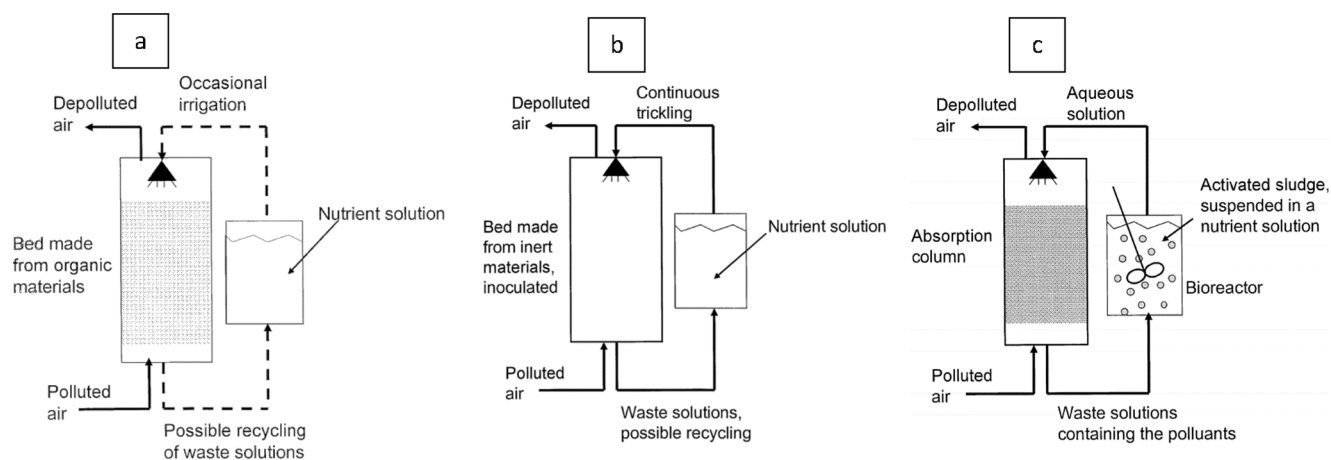 a
Occasional
irrigation
Depolluted
air
Nutrient solution
Bed made
from organic
materials
Polluted
air
Possible recycling
of waste solutions
b
Continuous
trickling
Depolluted
air
Nutrient solution
Bed made
from inert
materials,
inoculated
Polluted
air
Waste solutions,
possible recycling
c
Aqueous
solution
Depolluted
air
Activated sludge,
suspended in a
nutrient solution
Absorption
column
Bioreactor
Polluted
air
Waste solutions
containing the polluants